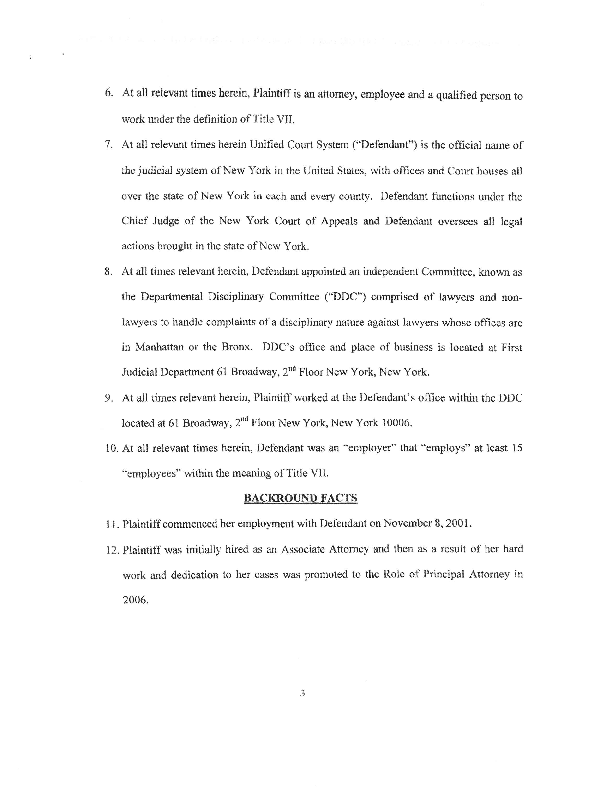 6. At all relevant times herein, Plaintiff is an attorney, employee and a qualified person to
work under the definition of Title VII.
7. At all relevant times herein Unified Court System ("Defendant") is the official name of
the judicial system of New York in the United States, with offices and Court houses all
over the state of New York in each and every county. Defendant functions under the
Chief Judge of the New York Court of Appeals and Defendant oversees all legal
actions brought in the state of New York.
8. At all times relevant herein, Defendant appointed an independent Committee, known as
the Departmental Disciplinary Committee ("DDC") comprised of lawyers and non-
lawyers to handle complaints of a disciplinary nature against lawyers whose offices are
in Manhattan or the Bronx. DDC's office and place of business is located at First
Judicial Department 61 Broadway, 2nd Floor New York, New York.
9. At all times relevant herein, Plaintiff worked at the Defendant's office within the DDC
located at 61 Broadway, 2nd Floor New York, New York 10006.
10. At all relevant times herein, Defendant was an "employer" that "employs" at least 15
"employees" within the meaning of Title VII.
BACKROUND FACTS
11. Plaintiff commenced her employment with Defendant on November 8, 2001.
12. Plaintiff was initially hired as an Associate Attorney and then as a result of her hard
work and dedication to her cases was promoted to the Role of Principal Attorney in
2006.
3